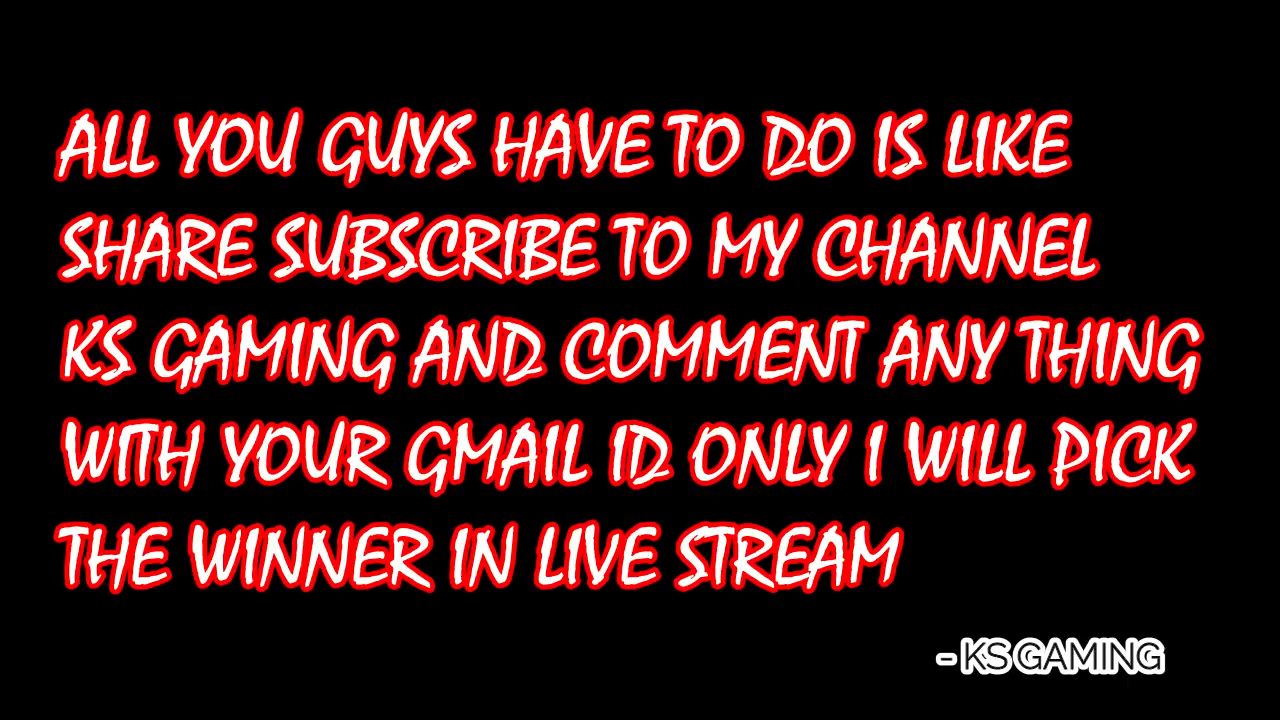 ALL YOU GUYS HAVE TO DO IS LIKE
SHARE SUBSCRIBE TO MY CHANNEL
KS GAMING AND COMMENT ANY THING
WITH YOUR GMAIL ID ONLY I WILL PICK
THE WINNER IN LIVE STREAM
- KS GAMING